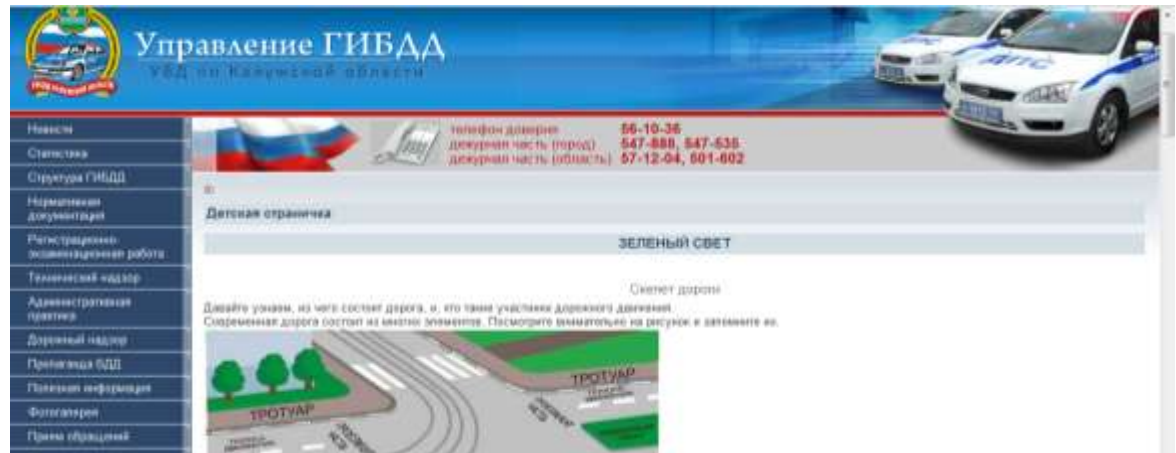 Управление ГИБДД
УВД по Калужской области
ДПС
Новости
Статистика
Структура ГИБДД
Нормативная
документация
Регистрационно-
экзаменационная работа
Технический надзор
Административная
практика
Дорожный надзор
Пропаганда БДД
Полезная информация
Фотогалерея
Прием обращений
телефон доверия 56-10-36
дежурная часть (город) 547-888, 547-535
дежурная часть (область) 57-12-04, 501-602
Детская страничка
ЗЕЛЕНЫЙ СВЕТ
Скелет дороги
Давайте узнаем, из чего состоит дорога, и, кто такие участники дорожного движения.
Современная дорога состоит из многих элементов. Посмотрите внимательно на рисунок и запомните их.
ТРОТУАР
ТРОТУАР